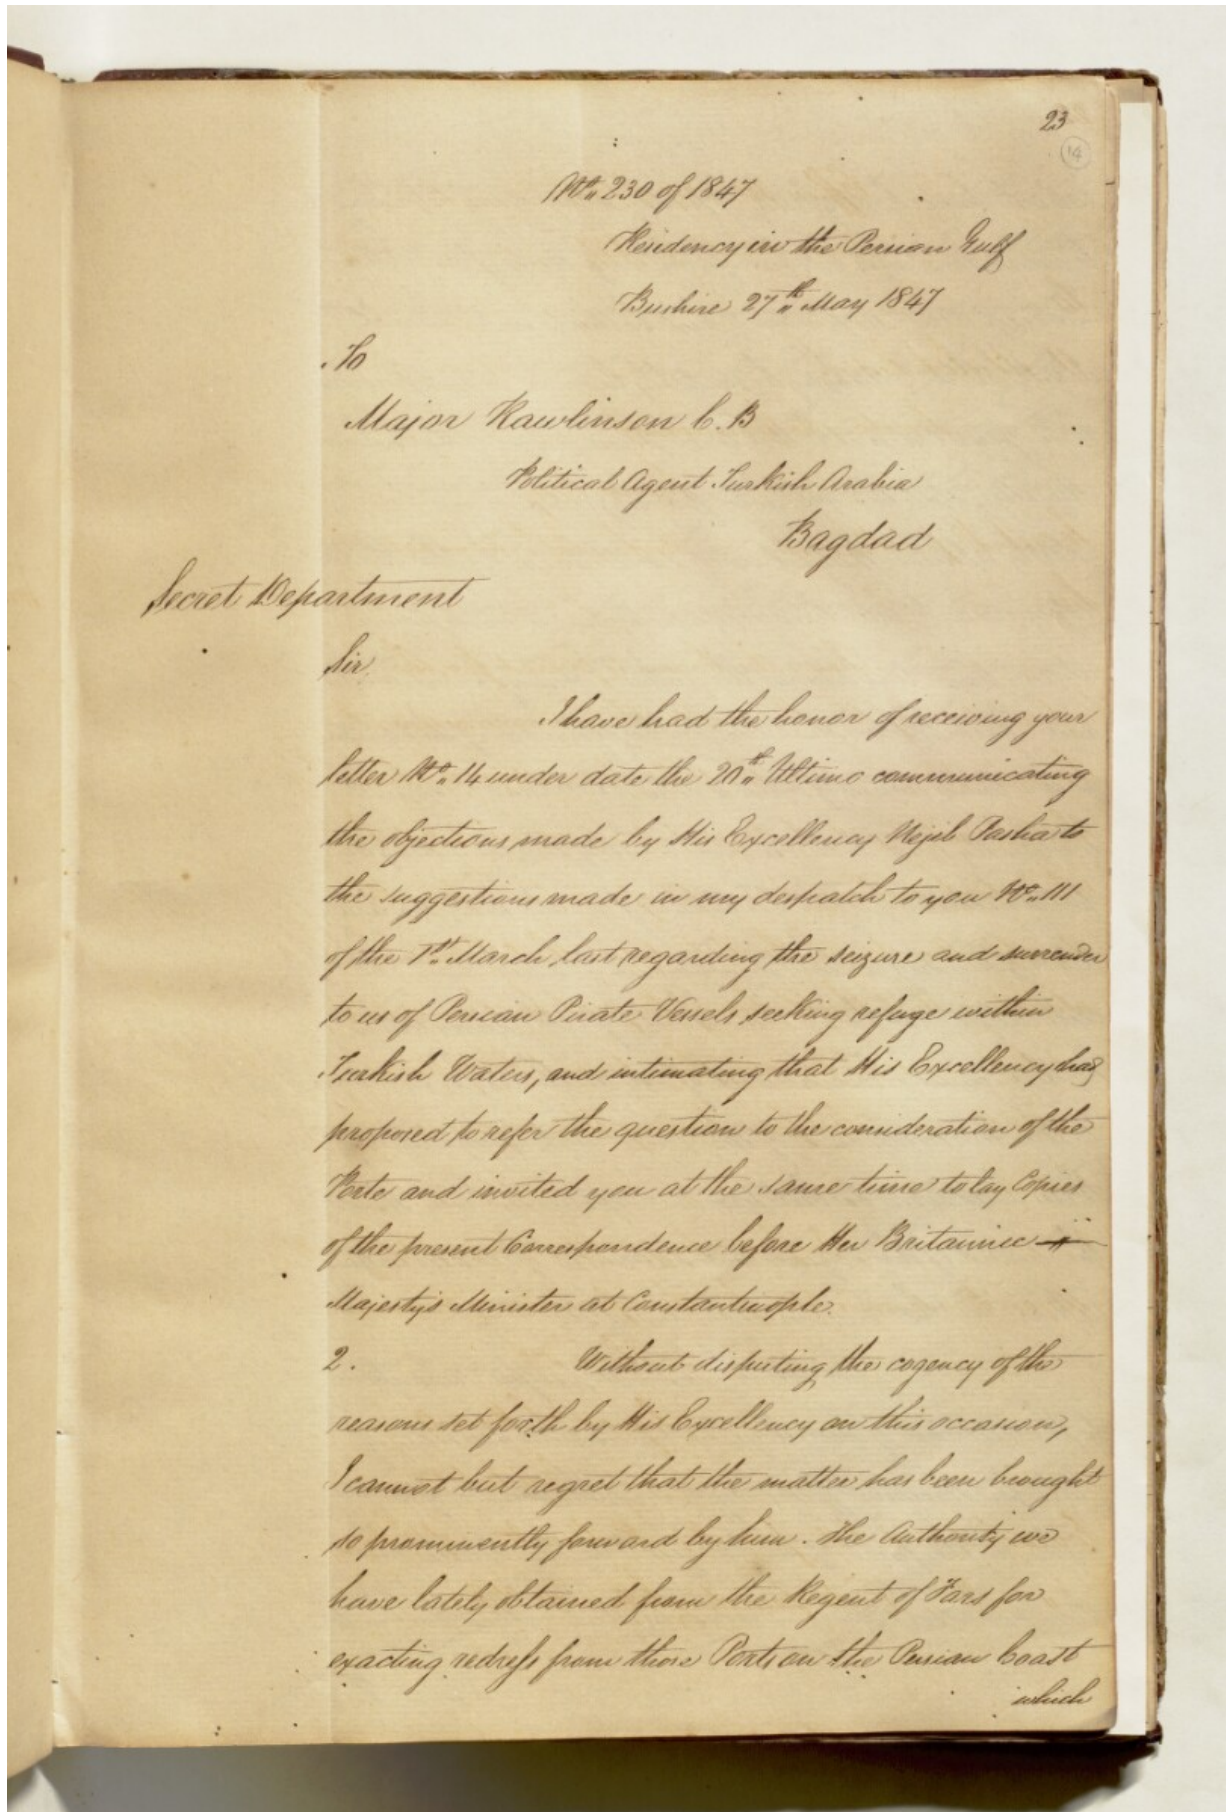 23
14
No. 230 of 1847
Residency in the Persian Gulf
Bushire 27th May 1847
To
Major Rawlinson C. B
Political Agent Turkish Arabia
Bagdad
Secret Department
Sir
I have had the honor of receiving your
letter No. 14 under date the Ultimo communicating
the objections made by His Excellency Nejib Pasha to
the suggestions made in my despatch to you No. 111
of the 1st March last regarding the seizure and surrender
to us of Persian Pirate Vessels seeking refuge within
Turkish Waters, and intimating that His Excellency had
proposed to refer the question to the consideration of the
Porte and invited you at the same time to lay Copies
of the present Correspondence before Her Britannic
Majesty's Minister at Constantinople.
2. Without disputing the cogency of the
reasons set forth by His Excellency on this occasion,
I cannot but regret that the matter has been brought
so prominently forward by him. The Authority we
have lately obtained from the Regent of Fars for
exacting redress from those Ports on the Persian Coast
which